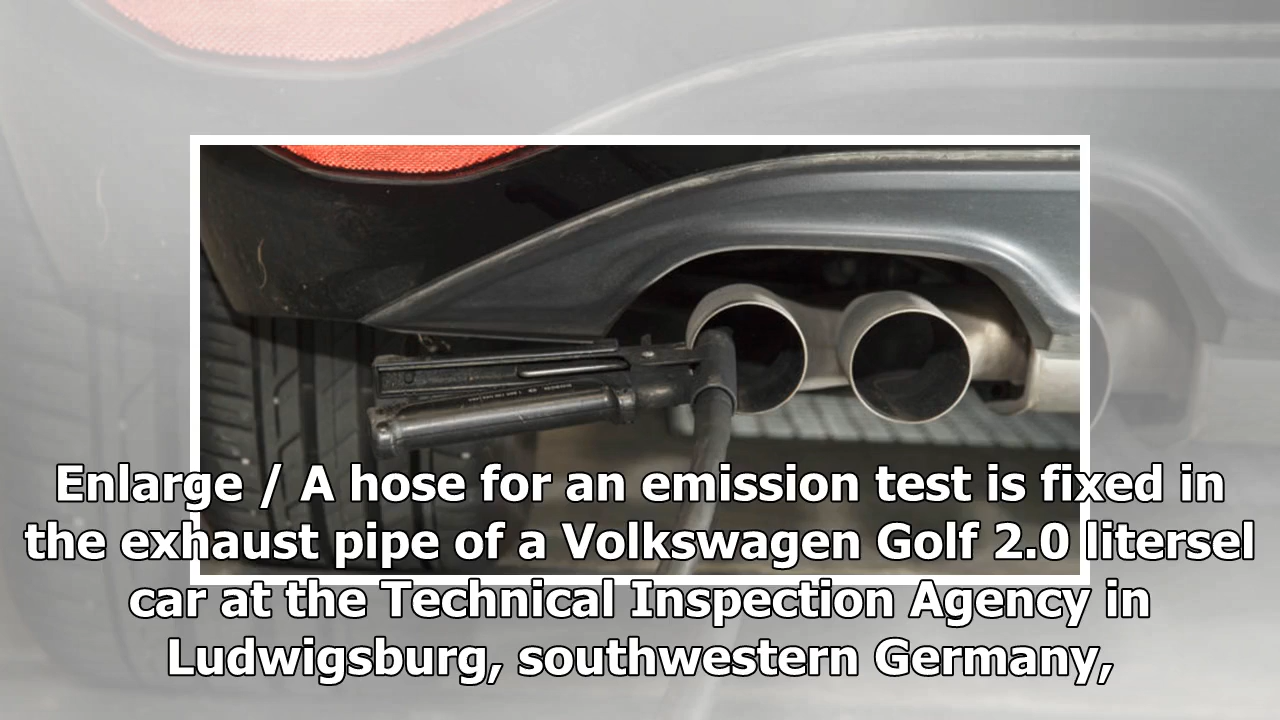 Enlarge / A hose for an emission test is fixed in
the exhaust pipe of a Volkswagen Golf 2.0 litersel
car at the Technical Inspection Agency in
Ludwigsburg, southwestern Germany,